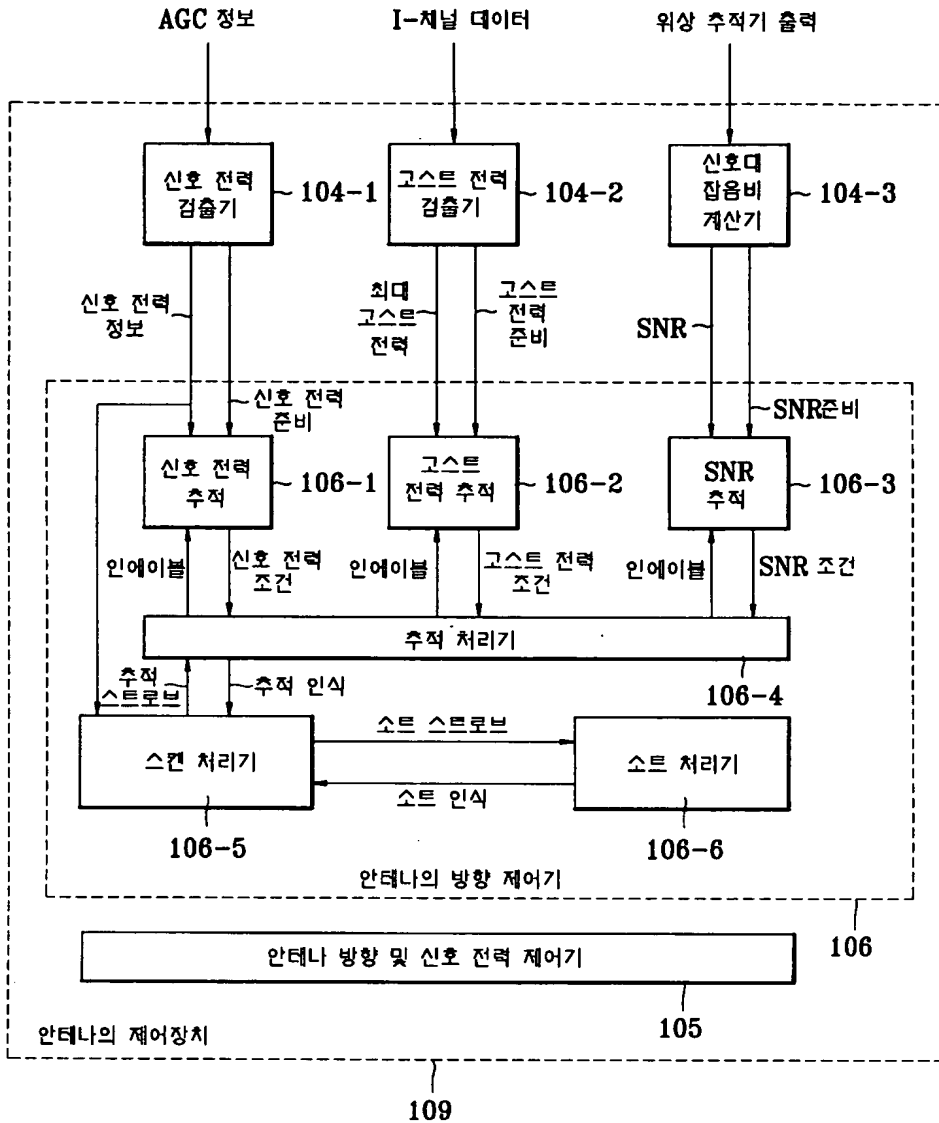 AGC 정보
I-채널 데이터
위상 추적기 출력
신호 전력
검출기
104-1
고스트 전력
검출기
104-2
신호대
잡음비
계산기
104-3
신호 전력
정보
최대
고스트
전력
고스트
전력
준비
SNR
신호 전력
준비
SNR준비
신호 전력
추적
106-1
고스트
전력 추적
106-2
SNR
추적
106-3
인에이블
신호 전력
조건
인에이블
고스트 전력
조건
인에이블
SNR 조건
추적 처리기
106-4
추적
스트로브
추적 인식
스캔 처리기
106-5
소트 스트로브
소트 인식
소트 처리기
106-6
안테나의 방향 제어기
106
안테나 방향 및 신호 전력 제어기
105
안테나의 제어장치
109